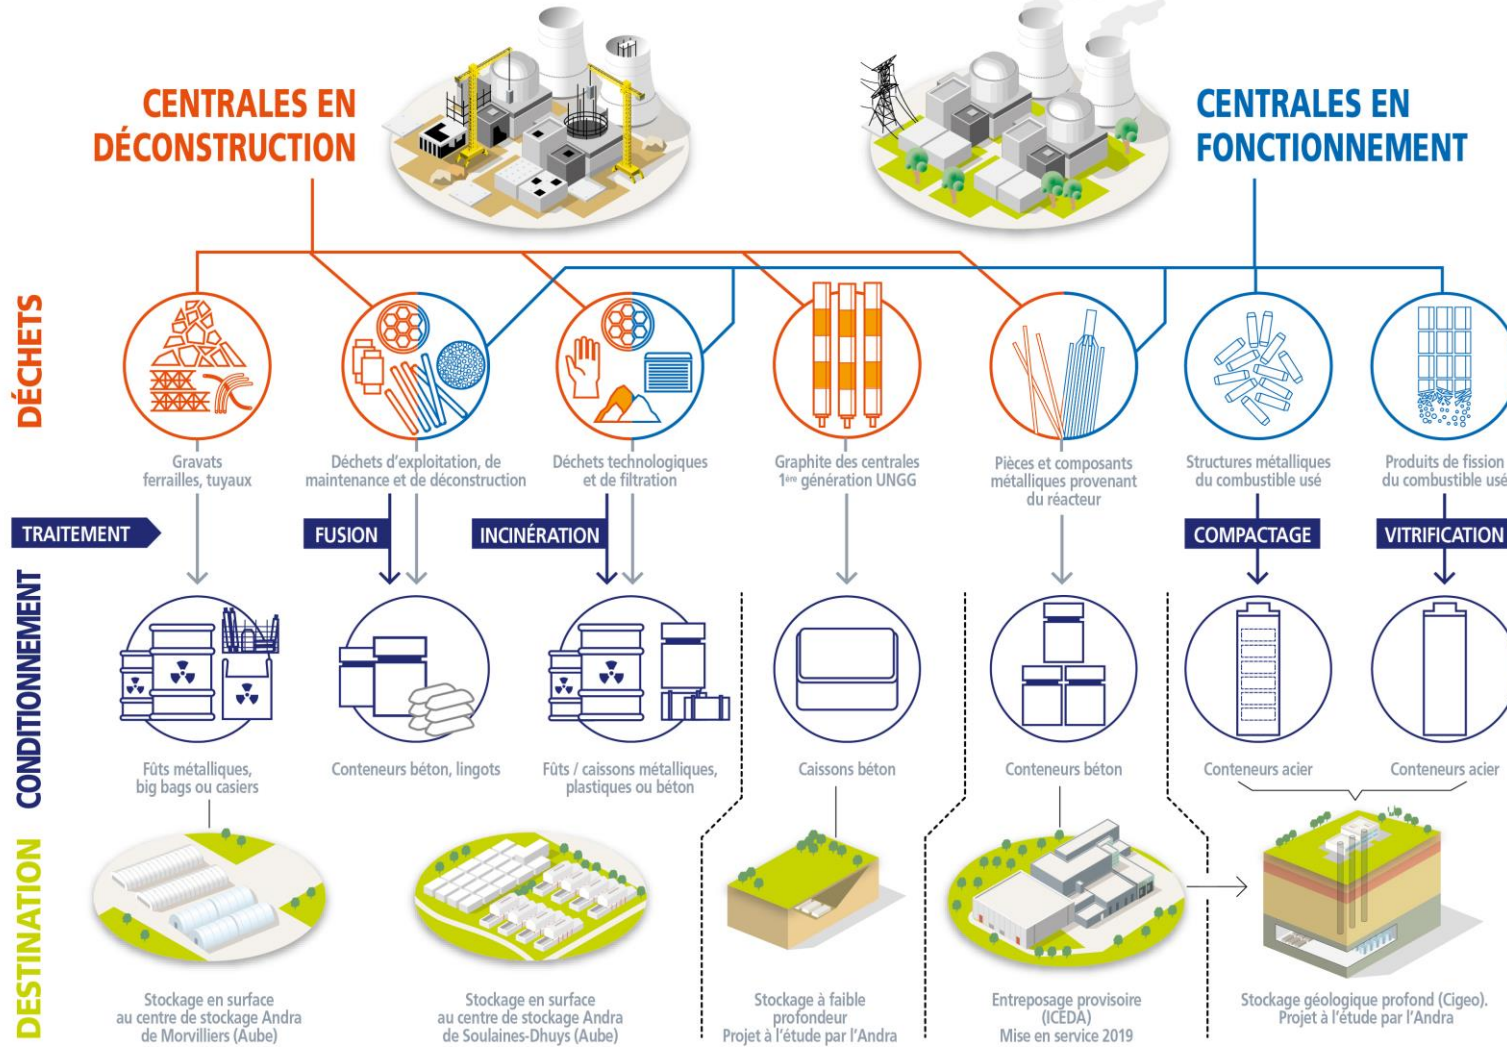 CENTRALES EN
DÉCONSTRUCTION
CENTRALES EN
FONCTIONNEMENT
DÉCHETS
Gravats
ferrailles, tuyaux
Déchets d'exploitation, de
maintenance et de déconstruction
Déchets technologiques
et de filtration
Graphite des centrales
1ère génération UNGG
Pièces et composants
métalliques provenant
du réacteur
Structures métalliques
du combustible usé
Produits de fission
du combustible usé
TRAITEMENT
FUSION
INCINÉRATION
COMPACTAGE
VITRIFICATION
CONDITIONNEMENT
Fûts métalliques,
big bags ou casiers
Conteneurs béton, lingots
Fûts / caissons métalliques,
plastiques ou béton
Caissons béton
Conteneurs béton
Conteneurs acier
Conteneurs acier
DESTINATION
Stockage en surface
au centre de stockage Andra
de Morvilliers (Aube)
Stockage en surface
au centre de stockage Andra
de Soulaines-Dhuys (Aube)
Stockage à faible
profondeur
Projet à l'étude par l'Andra
Entreposage provisoire
(ICEDA)
Mise en service 2019
Stockage géologique profond (Cigeo).
Projet à l'étude par l'Andra